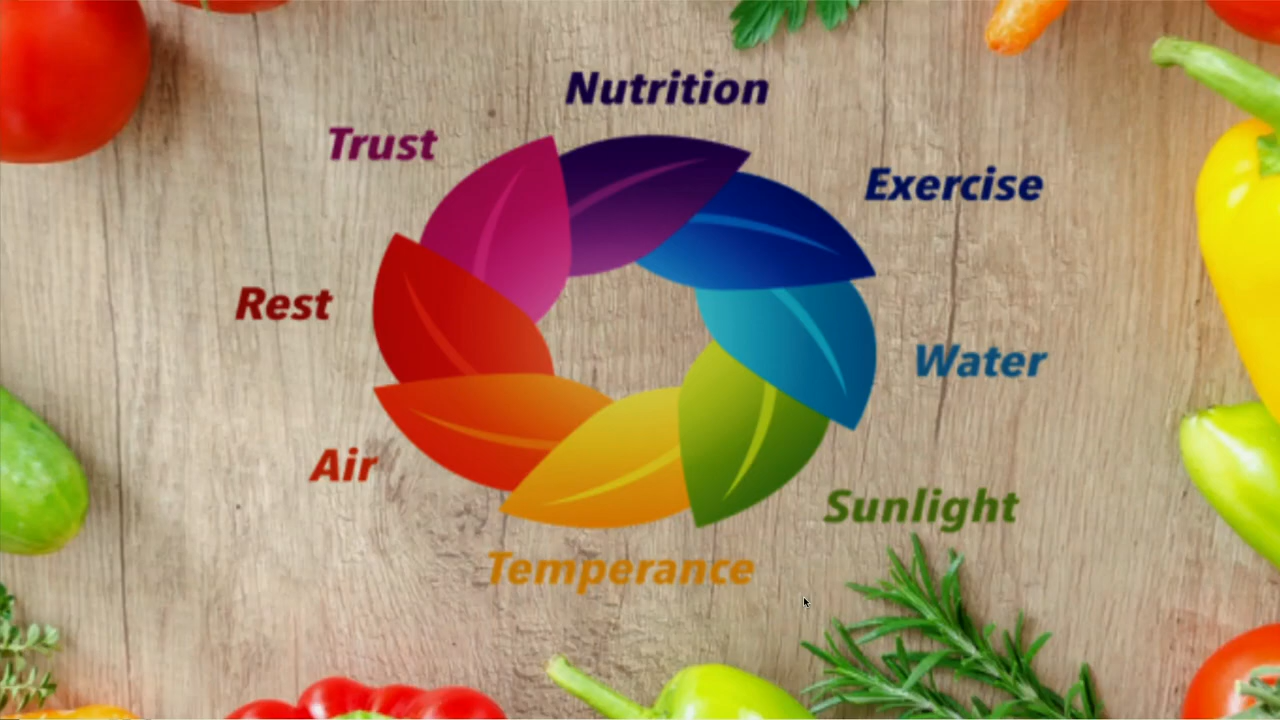 Nutrition
Exercise
Water
Sunlight
Temperance
Air
Rest
Trust